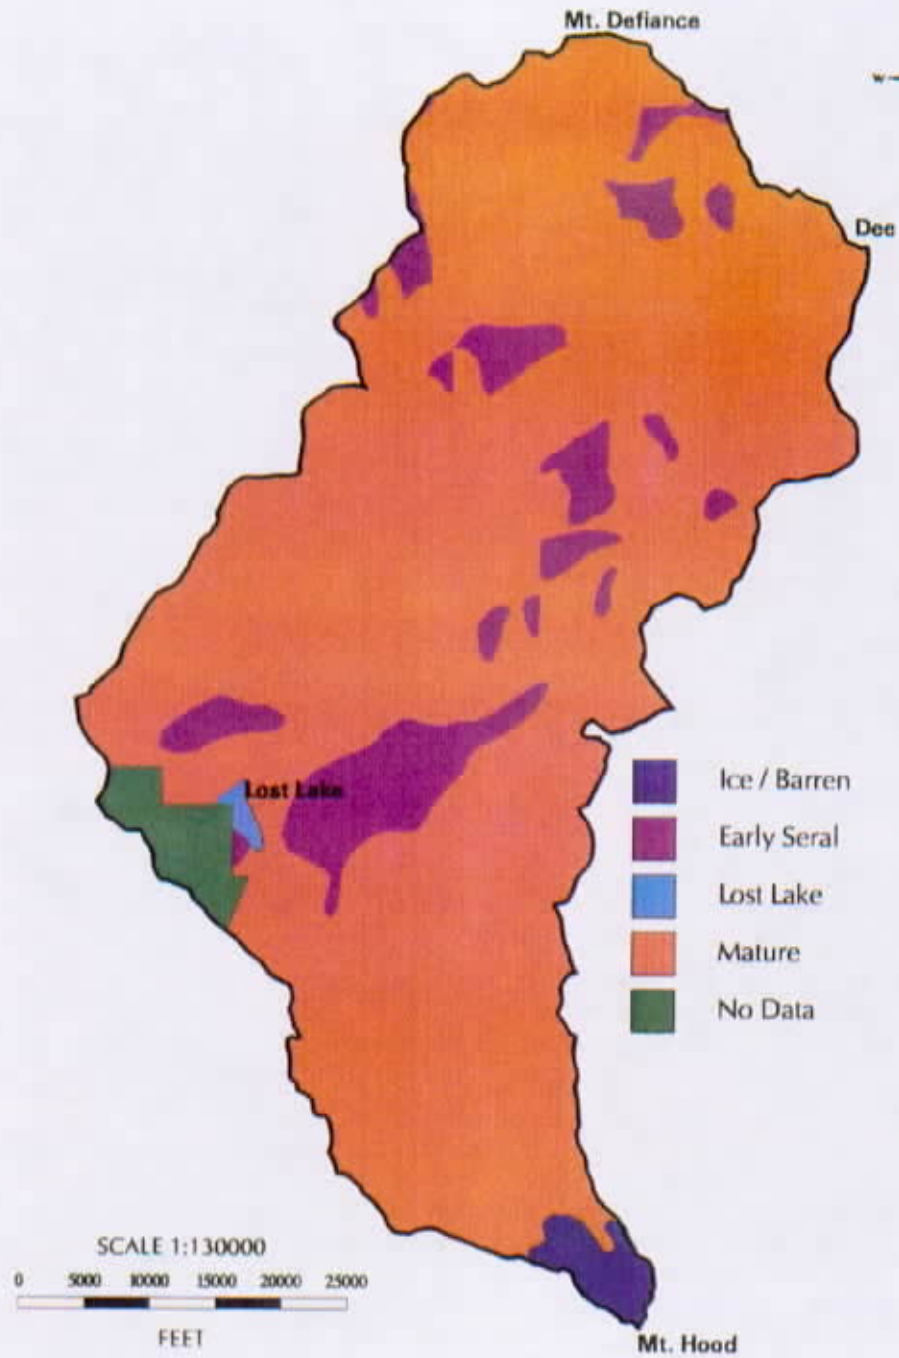 Mt. Defiance
W
Dee
Lost Lake
Ice / Barren
Early Seral
Lost Lake
Mature
No Data
SCALE 1:130000
0 5000 10000 15000 20000 25000
FEET
Mt. Hood